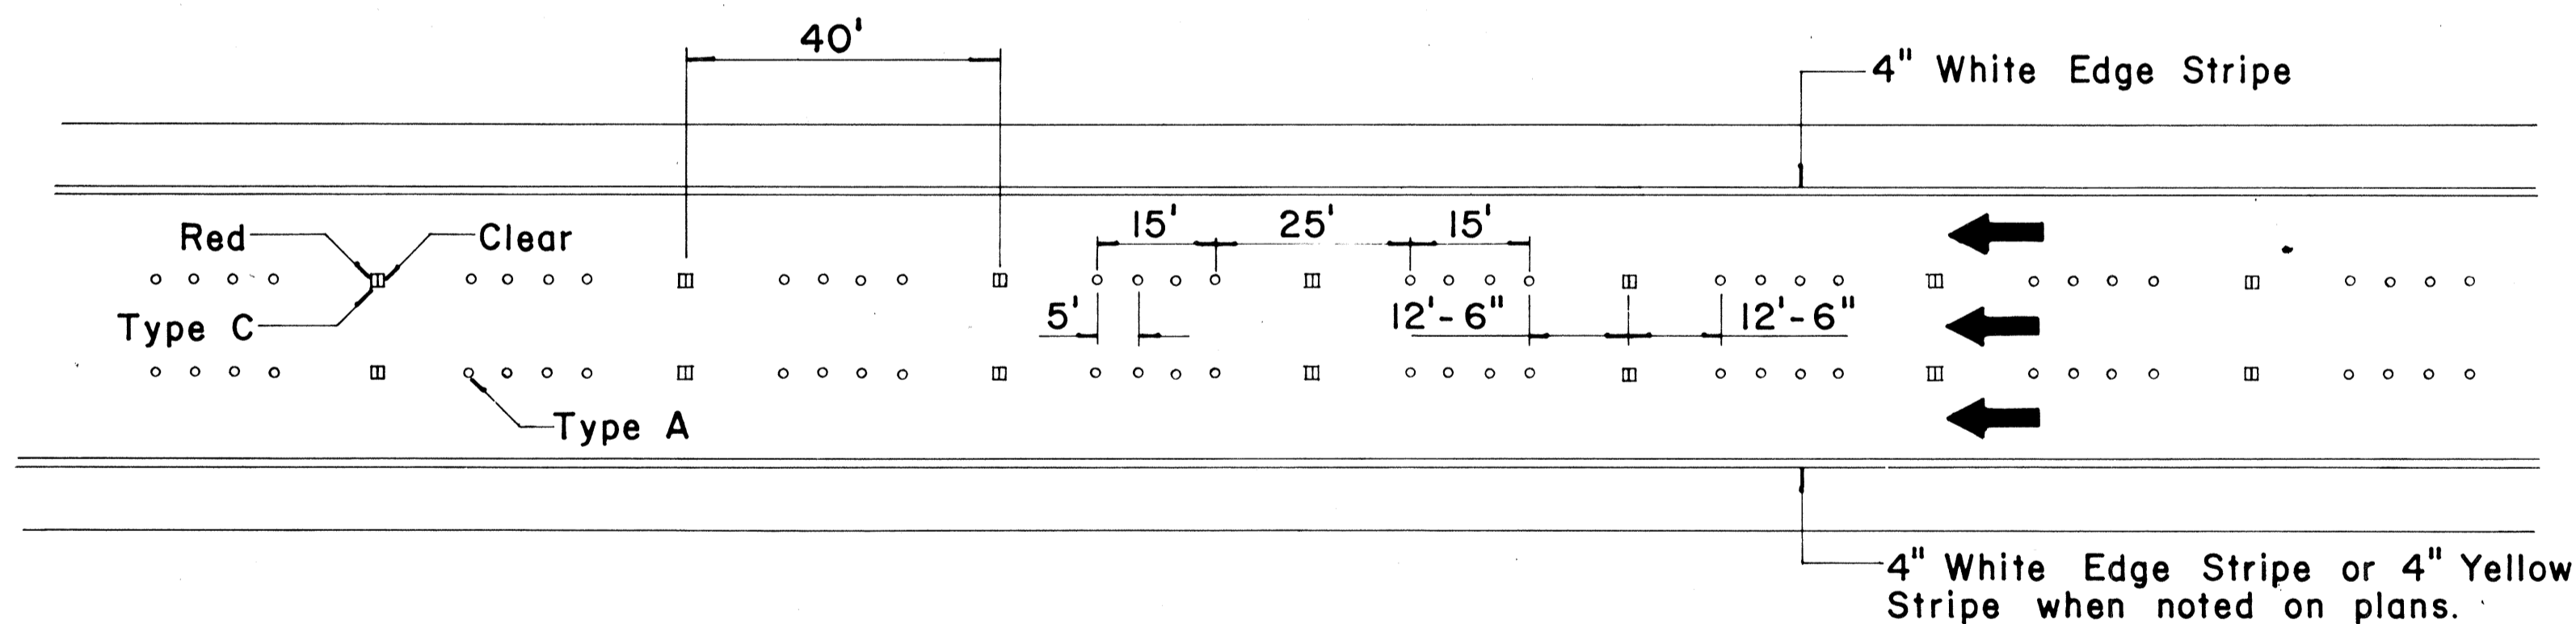 40'
4" White Edge Stripe
15' 25' 15'
Red Clear
5' 12'-6" 12'-6"
Type C
Type A
4" White Edge Stripe or 4" Yellow
Stripe when noted on plans.